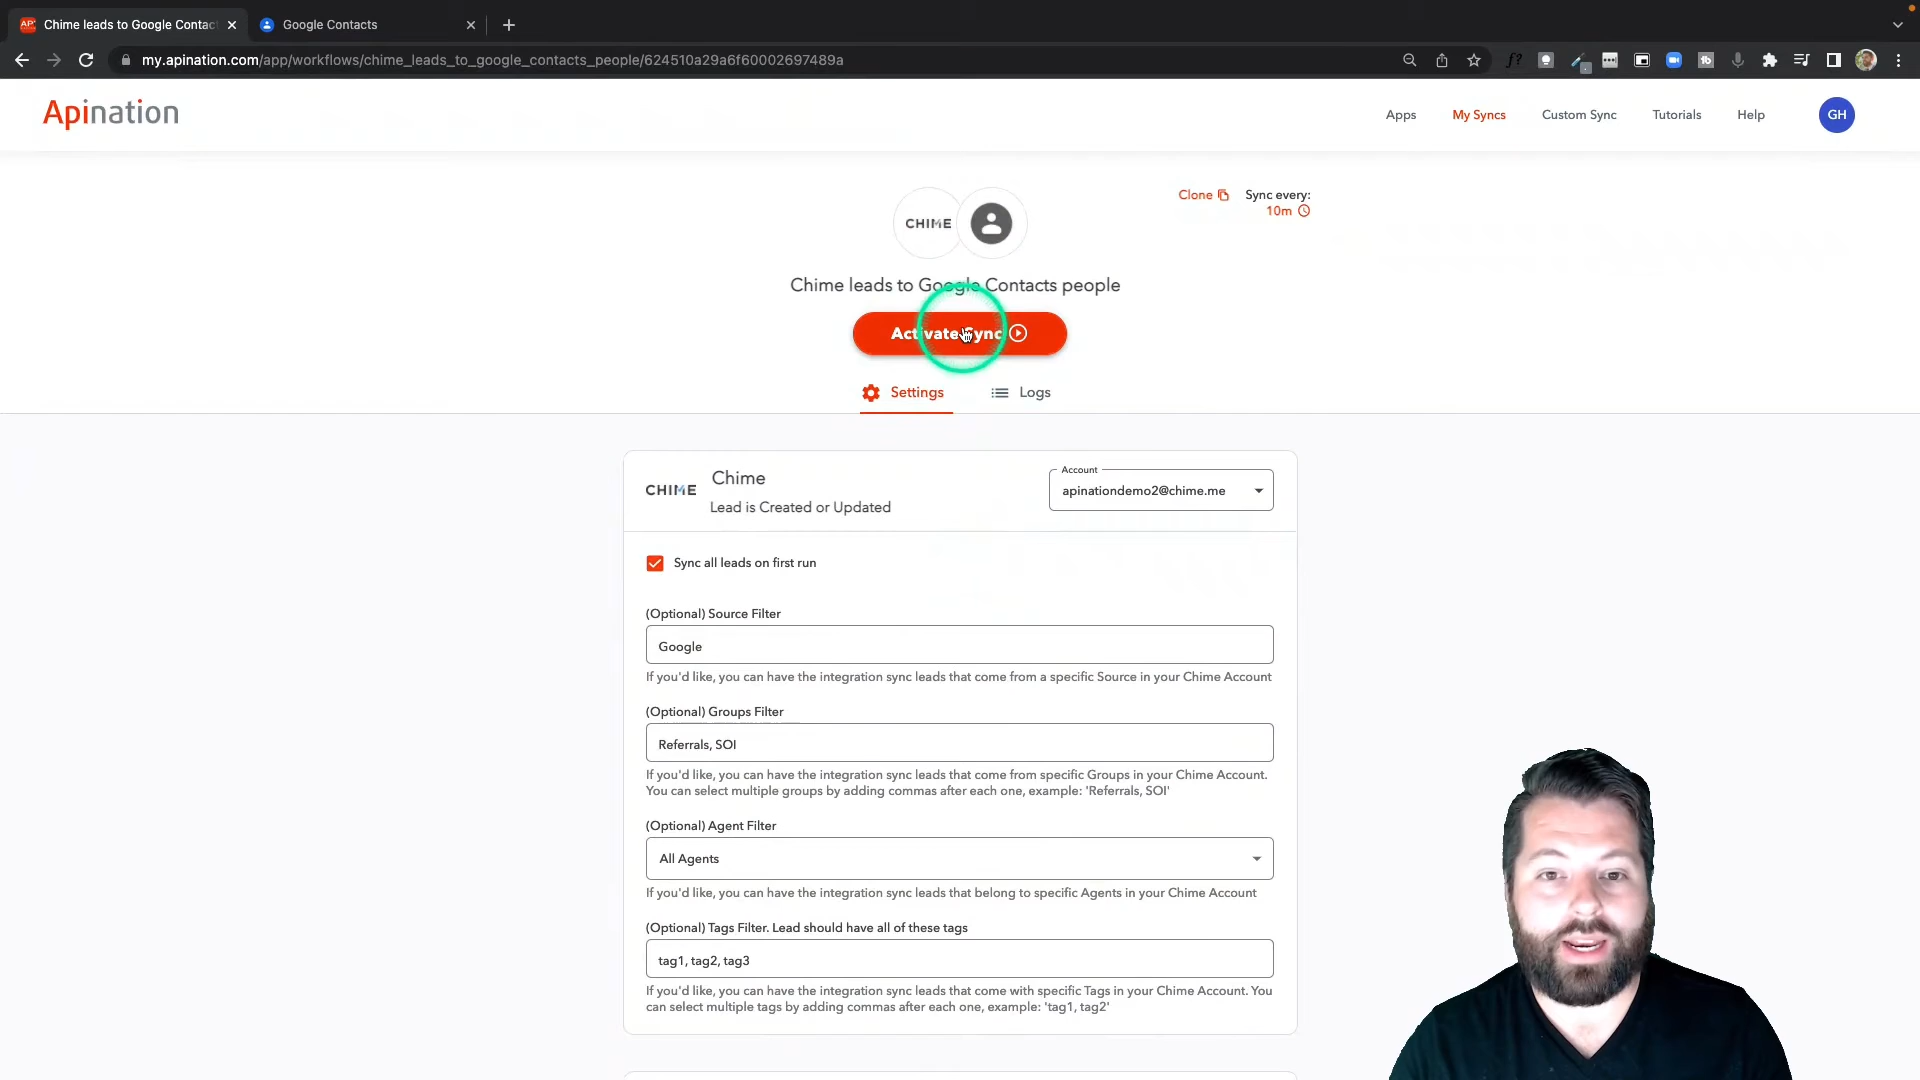 Chime leads to Google Contac
Google Contacts
my.apination.com/app/workflows/chime_leads_to_google_contacts_people/624510a29a6f60002697489a
Apination
Apps
My Syncs
Custom Sync
Tutorials
Help
GH
Clone
Sync every:
10m
CHIME
Chime leads to Google Contacts people
Activate Sync
Settings
Logs
CHIME
Chime
Lead is Created or Updated
Account
apinationdemo2@chime.me
Sync all leads on first run
(Optional) Source Filter
Google
If you'd like, you can have the integration sync leads that come from a specific Source in your Chime Account
(Optional) Groups Filter
Referrals, SOI
If you'd like, you can have the integration sync leads that come from specific Groups in your Chime Account.
You can select multiple groups by adding commas after each one, example: 'Referrals, SOI'
(Optional) Agent Filter
All Agents
If you'd like, you can have the integration sync leads that belong to specific Agents in your Chime Account
(Optional) Tags Filter. Lead should have all of these tags
tag1, tag2, tag3
If you'd like, you can have the integration sync leads that come with specific Tags in your Chime Account. You
can select multiple tags by adding commas after each one, example: 'tag1, tag2'